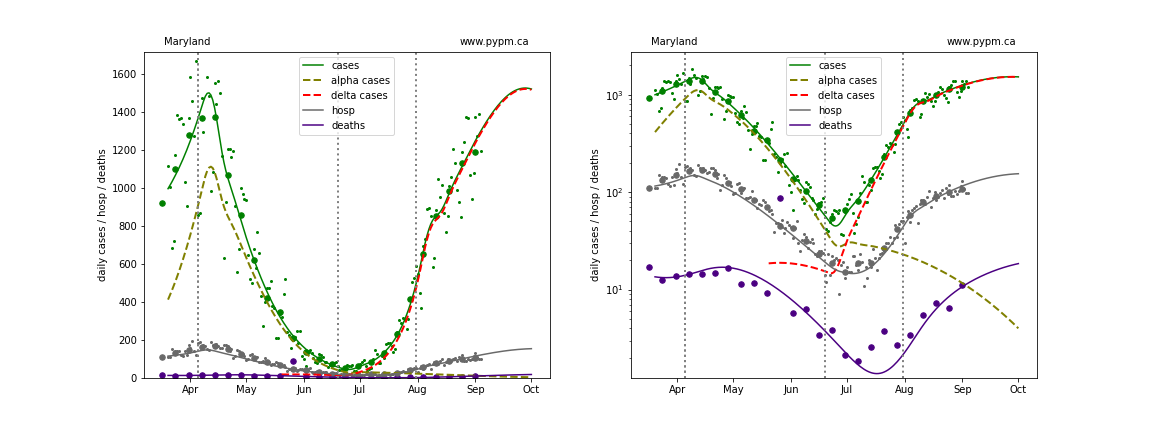 Maryland www.pypm.ca
cases
alpha cases
delta cases
hosp
deaths
daily cases / hosp / deaths
1600
1400
1200
1000
800
600
400
200
0
Apr May Jun Jul Aug Sep Oct
Maryland www.pypm.ca
cases
alpha cases
delta cases
hosp
deaths
daily cases / hosp / deaths
10³
10²
10¹
Apr May Jun Jul Aug Sep Oct